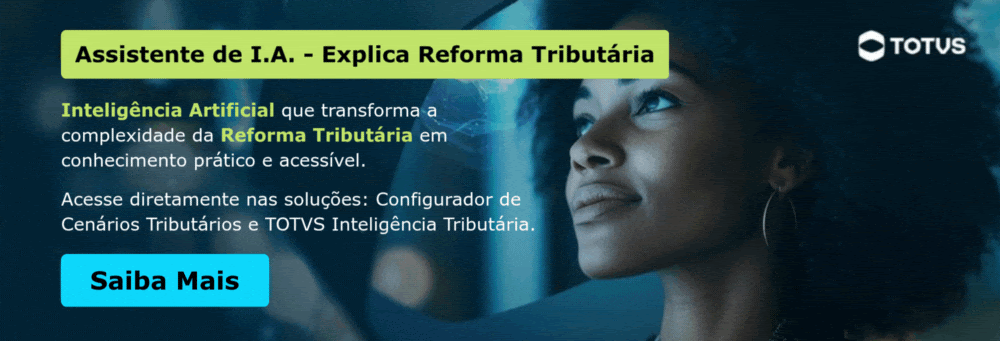 Assistente de I.A. - Explica Reforma Tributária
TOTVS
Inteligência Artificial que transforma a
complexidade da Reforma Tributária em
conhecimento prático e acessível.
Acesse diretamente nas soluções: Configurador de
Cenários Tributários e TOTVS Inteligência Tributária.
Saiba Mais